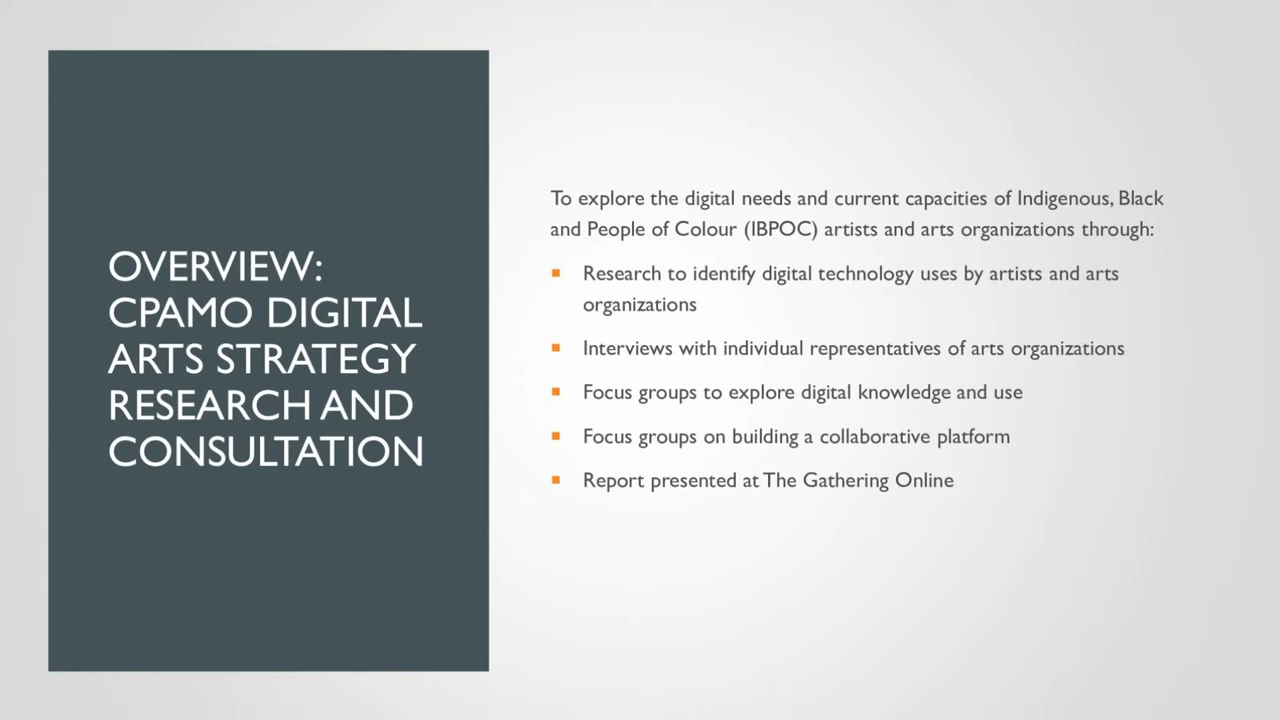 OVERVIEW:
CPAMO DIGITAL
ARTS STRATEGY
RESEARCH AND
CONSULTATION
To explore the digital needs and current capacities of Indigenous, Black
and People of Colour (IBPOC) artists and arts organizations through:
Research to identify digital technology uses by artists and arts
organizations
Interviews with individual representatives of arts organizations
Focus groups to explore digital knowledge and use
Focus groups on building a collaborative platform
Report presented at The Gathering Online